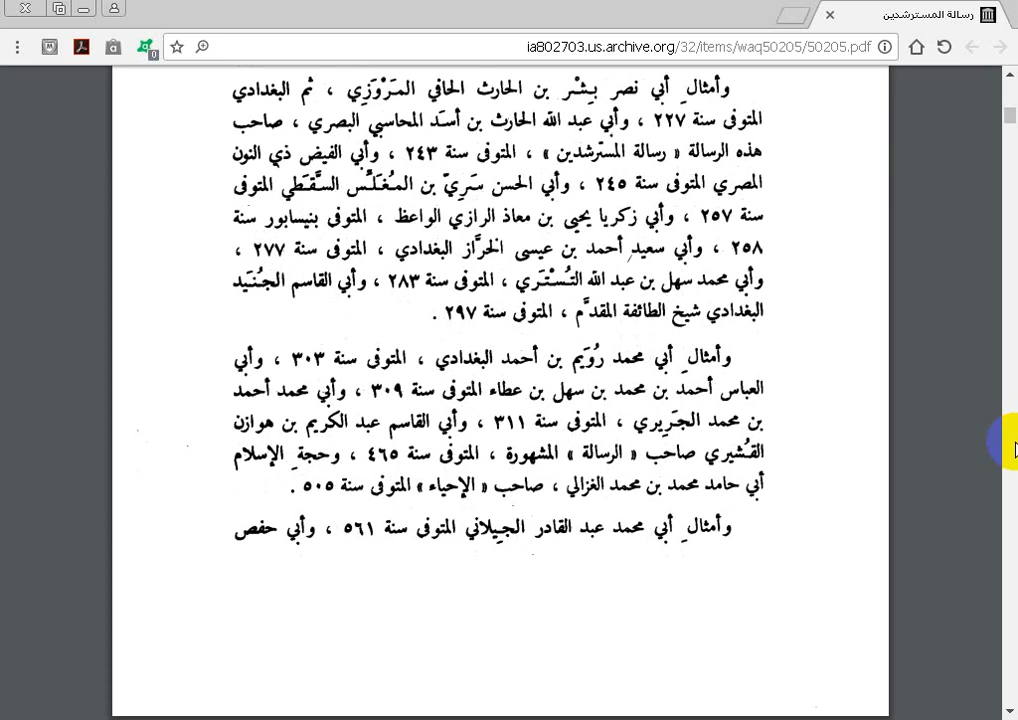 رسالة المسترشدين
ia802703.us.archive.org/32/items/waq50205/50205.pdf
0
وأمثالِ أبي نصر بِشْر بن الحارث الحافي المَرْوَزِي ، ثم البغدادي
المتوفى سنة ٢٢٧ ، وأبي عبد الله الحارث بن أسَد المحاسبي البصري ، صاحب
هذه الرسالة « رسالة المسترشدين » ، المتوفى سنة ٢٤٣ ، وأبي الفيض ذي النون
المصري المتوفى سنة ٢٤٥ ، وأبي الحسن سَريّ بن المُغَلِّس السَّقَطي المتوفى
سنة ٢٥٧ ، وأبي زكريا يحيى بن معاذ الرازي الواعظ ، المتوفى بنيسابور سنة
٢٥٨ ، وأبي سعيد أحمد بن عيسى الخرَّاز البغدادي ، المتوفى سنة ٢٧٧ ،
وأبي محمد سهل بن عبد الله التُسْتَري ، المتوفى سنة ٢٨٣ ، وأبي القاسم الجُنَيد
البغدادي شيخ الطائفة المقدَّم ، المتوفى سنة ٢٩٧ .
وأمثالِ أبي محمد رُوَيم بن أحمد البغدادي ، المتوفى سنة ٣٠٣ ، وأبي
العباس أحمد بن محمد بن سهل بن عطاء المتوفى سنة ٣٠٩ ، وأبي محمد أحمد
بن محمد الجَرِيري ، المتوفى سنة ٣١١ ، وأبي القاسم عبد الكريم بن هوازن
القُشيري صاحب « الرسالة » المشهورة ، المتوفى سنة ٤٦٥ ، وحجةِ الإسلام
أبي حامد محمد بن محمد الغزالي ، صاحب « الإحياء » المتوفى سنة ٥٠٥ .
وأمثالِ أبي محمد عبد القادر الجِيلاني المتوفى سنة ٥٦١ ، وأبي حفص